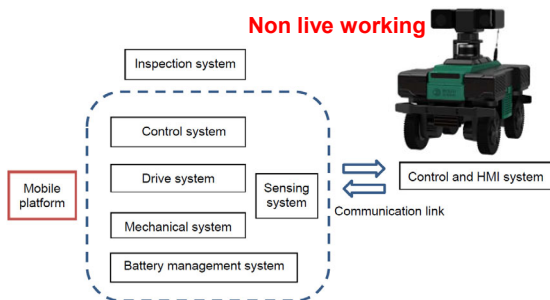 Non live working
Inspection system
Control system
Drive system
Mobile
platform
Sensing
system
Control and HMI system
Communication link
Mechanical system
Battery management system